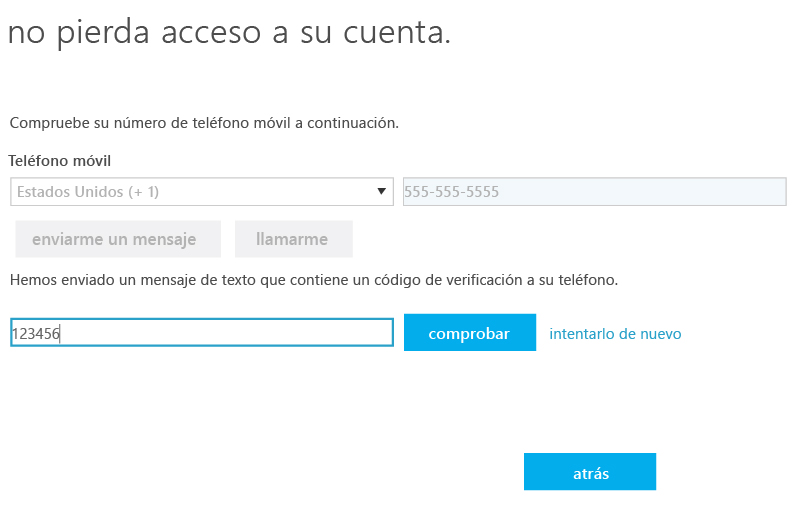 no pierda acceso a su cuenta.
Compruebe su número de teléfono móvil a continuación.
Teléfono móvil
Estados Unidos (+ 1) 555-555-5555
enviarme un mensaje llamarme
Hemos enviado un mensaje de texto que contiene un código de verificación a su teléfono.
123456 comprobar intentarlo de nuevo
atrás